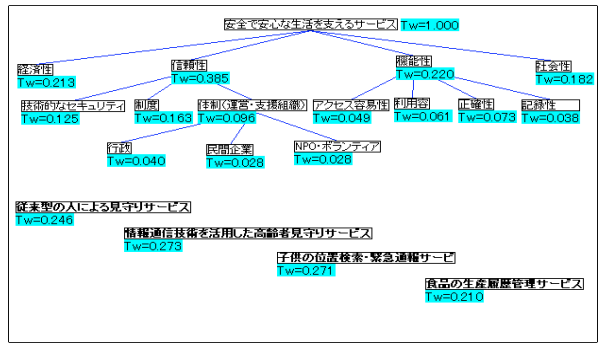 安全で安心な生活を支えるサービス Tw=1.000
経済性
Tw=0.213
信頼性
Tw=0.385
機能性
Tw=0.220
社会性
Tw=0.182
技術的なセキュリティ
Tw=0.125
制度
Tw=0.163
体制(運営・支援組織)
Tw=0.096
アクセス容易性
Tw=0.049
利用容
Tw=0.061
正確性
Tw=0.073
記録性
Tw=0.038
行政
Tw=0.040
民間企業
Tw=0.028
NPO・ボランティア
Tw=0.028
従来型の人による見守りサービス
Tw=0.246
情報通信技術を活用した高齢者見守りサービス
Tw=0.273
子供の位置検索・緊急通報サービ
Tw=0.271
食品の生産履歴管理サービス
Tw=0.210